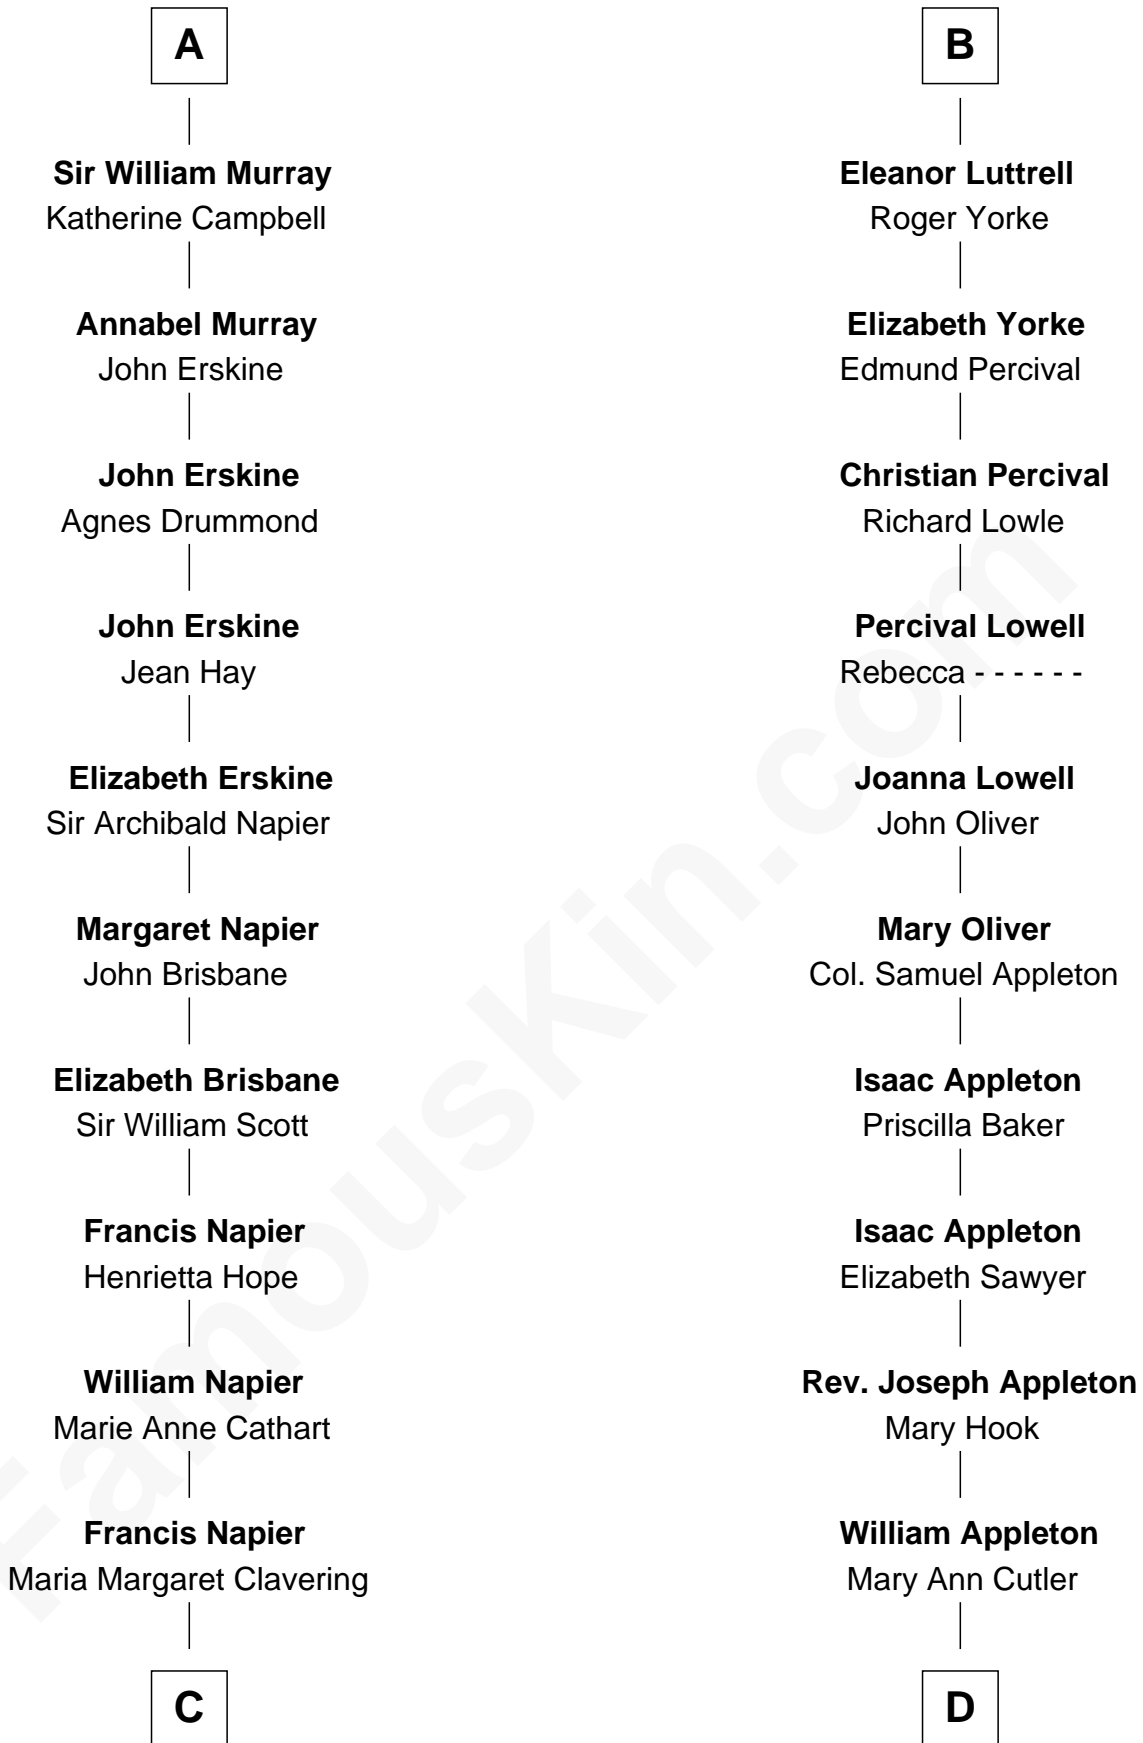 A
Sir William Murray
Katherine Campbell
Annabel Murray
John Erskine
John Erskine
Agnes Drummond
John Erskine
Jean Hay
Elizabeth Erskine
Sir Archibald Napier
Margaret Napier
John Brisbane
Elizabeth Brisbane
Sir William Scott
Francis Napier
Henrietta Hope
William Napier
Marie Anne Cathart
Francis Napier
Maria Margaret Clavering
C
B
Eleanor Luttrell
Roger Yorke
Elizabeth Yorke
Edmund Percival
Christian Percival
Richard Lowle
Percival Lowell
Rebecca - - - - - -
Joanna Lowell
John Oliver
Mary Oliver
Col. Samuel Appleton
Isaac Appleton
Priscilla Baker
Isaac Appleton
Elizabeth Sawyer
Rev. Joseph Appleton
Mary Hook
William Appleton
Mary Ann Cutler
D
FamousKin.com